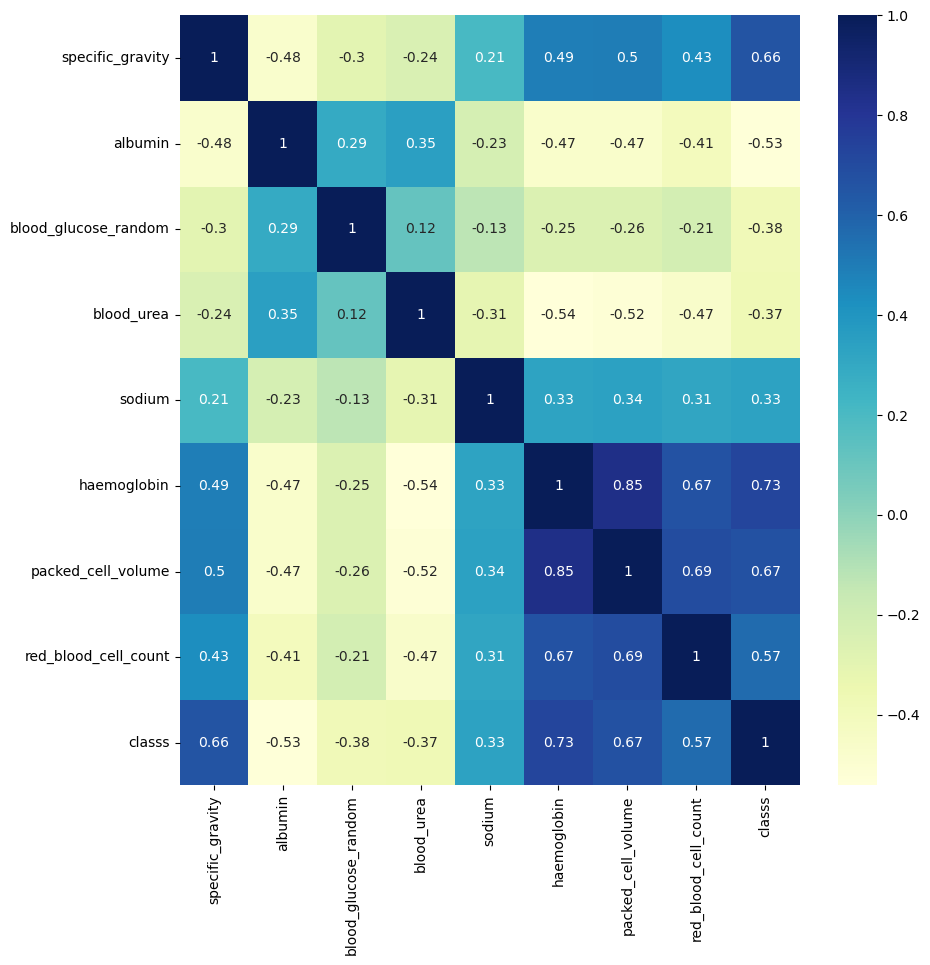 specific_gravity 1 -0.48 -0.3 -0.24 0.21 0.49 0.5 0.43 0.66
albumin -0.48 1 0.29 0.35 -0.23 -0.47 -0.47 -0.41 -0.53
blood_glucose_random -0.3 0.29 1 0.12 -0.13 -0.25 -0.26 -0.21 -0.38
blood_urea -0.24 0.35 0.12 1 -0.31 -0.54 -0.52 -0.47 -0.37
sodium 0.21 -0.23 -0.13 -0.31 1 0.33 0.34 0.31 0.33
haemoglobin 0.49 -0.47 -0.25 -0.54 0.33 1 0.85 0.67 0.73
packed_cell_volume 0.5 -0.47 -0.26 -0.52 0.34 0.85 1 0.69 0.67
red_blood_cell_count 0.43 -0.41 -0.21 -0.47 0.31 0.67 0.69 1 0.57
classs 0.66 -0.53 -0.38 -0.37 0.33 0.73 0.67 0.57 1
specific_gravity
albumin
blood_glucose_random
blood_urea
sodium
haemoglobin
packed_cell_volume
red_blood_cell_count
classs
1.0
0.8
0.6
0.4
0.2
0.0
−0.2
−0.4